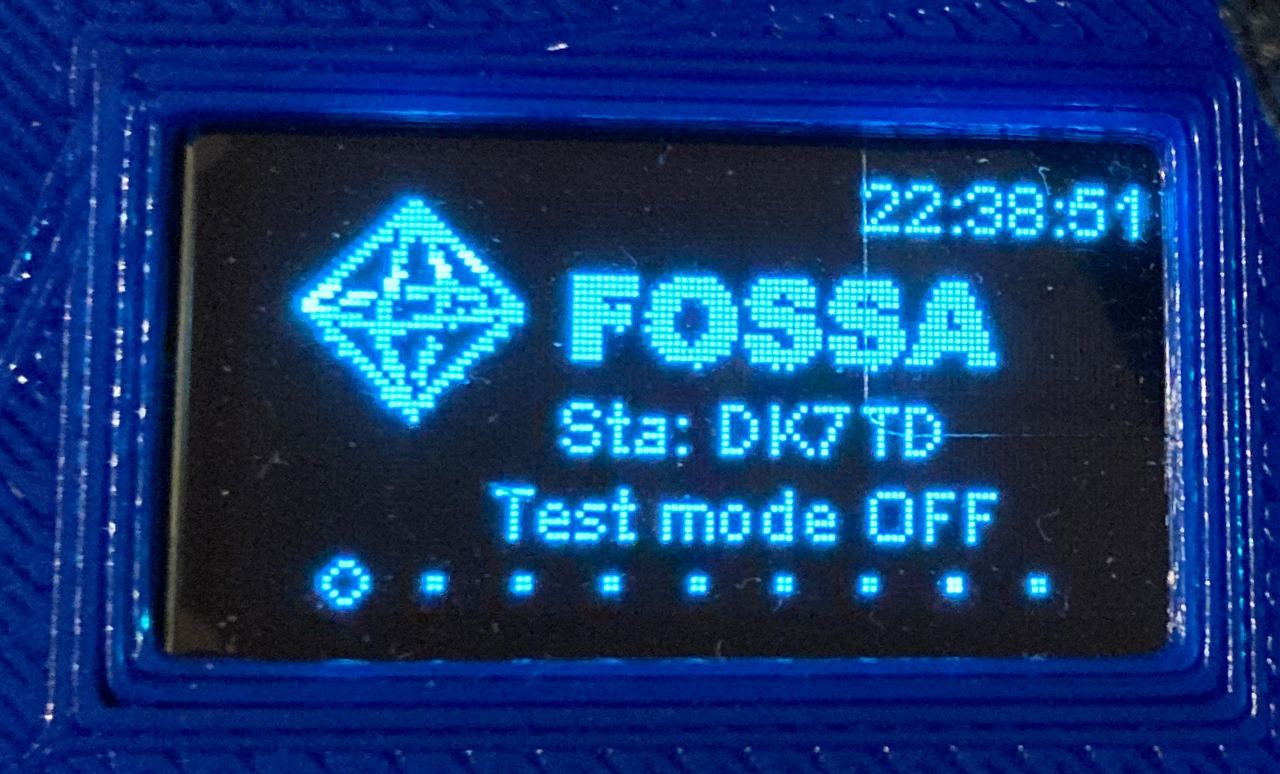 22:38:51
FOSSA
Sta: DK7TD
Test mode OFF